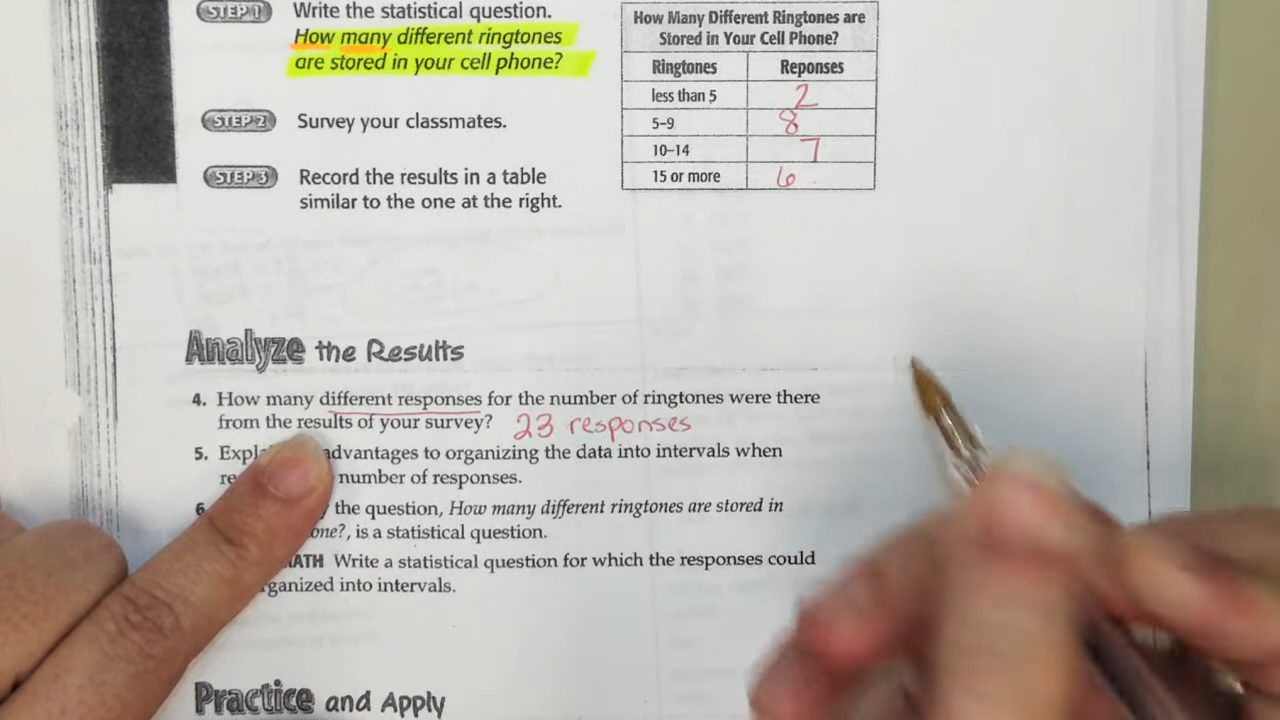 STEP 1 Write the statistical question.
How many different ringtones
are stored in your cell phone?
STEP 2 Survey your classmates.
STEP 3 Record the results in a table
similar to the one at the right.
How Many Different Ringtones are
Stored in Your Cell Phone?
Ringtones Reponses
less than 5 2
5–9 8
10–14 7
15 or more 6
Analyze the Results
4. How many different responses for the number of ringtones were there
from the results of your survey? 23 responses
5. advantages to organizing the data into intervals when
number of responses.
6 the question, How many different ringtones are stored in
one?, is a statistical question.
Write a statistical question for which the responses could
into intervals.
Practice and Apply